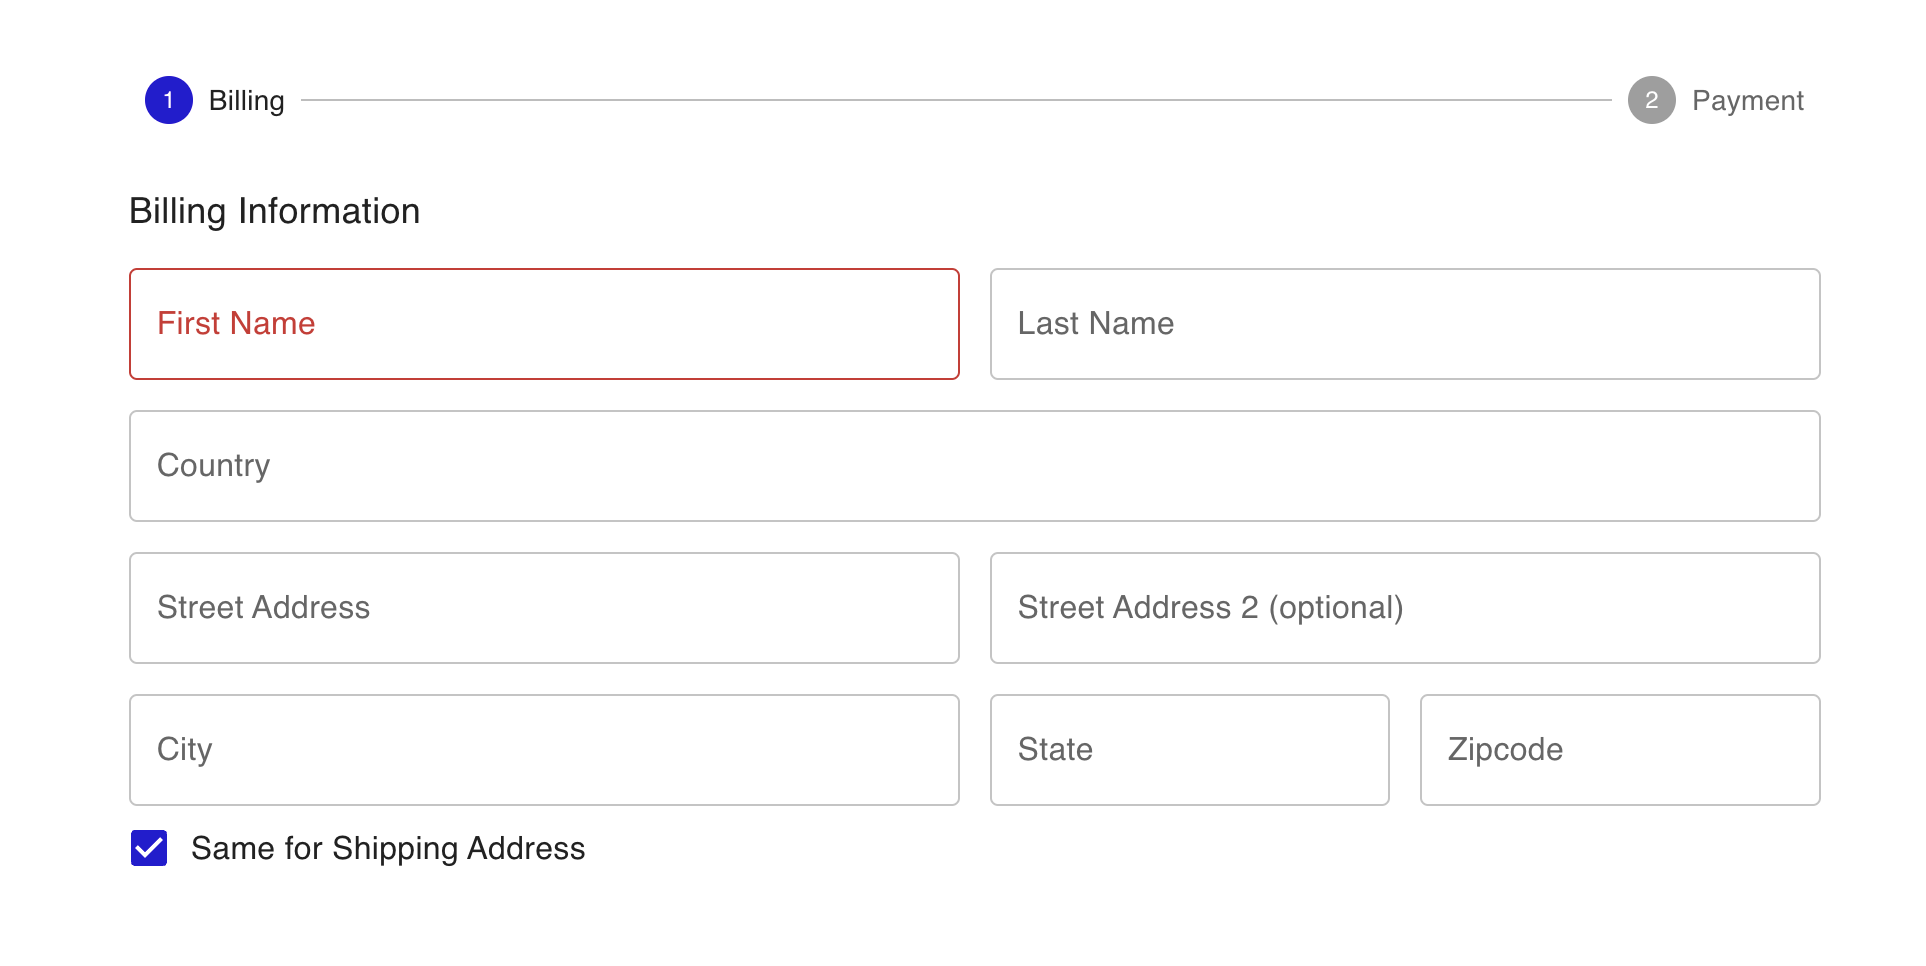 1 Billing 2 Payment
Billing Information
First Name Last Name
Country
Street Address Street Address 2 (optional)
City State Zipcode
Same for Shipping Address